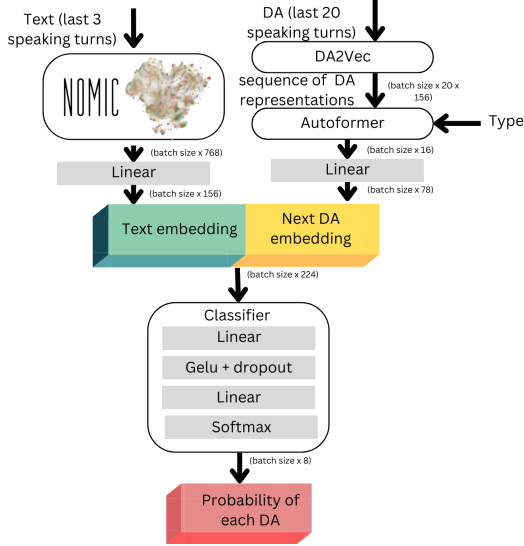 Text (last 3
speaking turns)
DA (last 20
speaking turns)
DA2Vec
NOMIC
sequence of DA
representations
(batch size x 20 x
156)
Autoformer
Type
(batch size x 768)
(batch size x 16)
Linear
Linear
(batch size x 156)
(batch size x 78)
Text embedding
Next DA
embedding
(batch size x 224)
Classifier
Linear
Gelu + dropout
Linear
Softmax
(batch size x 8)
Probability of
each DA